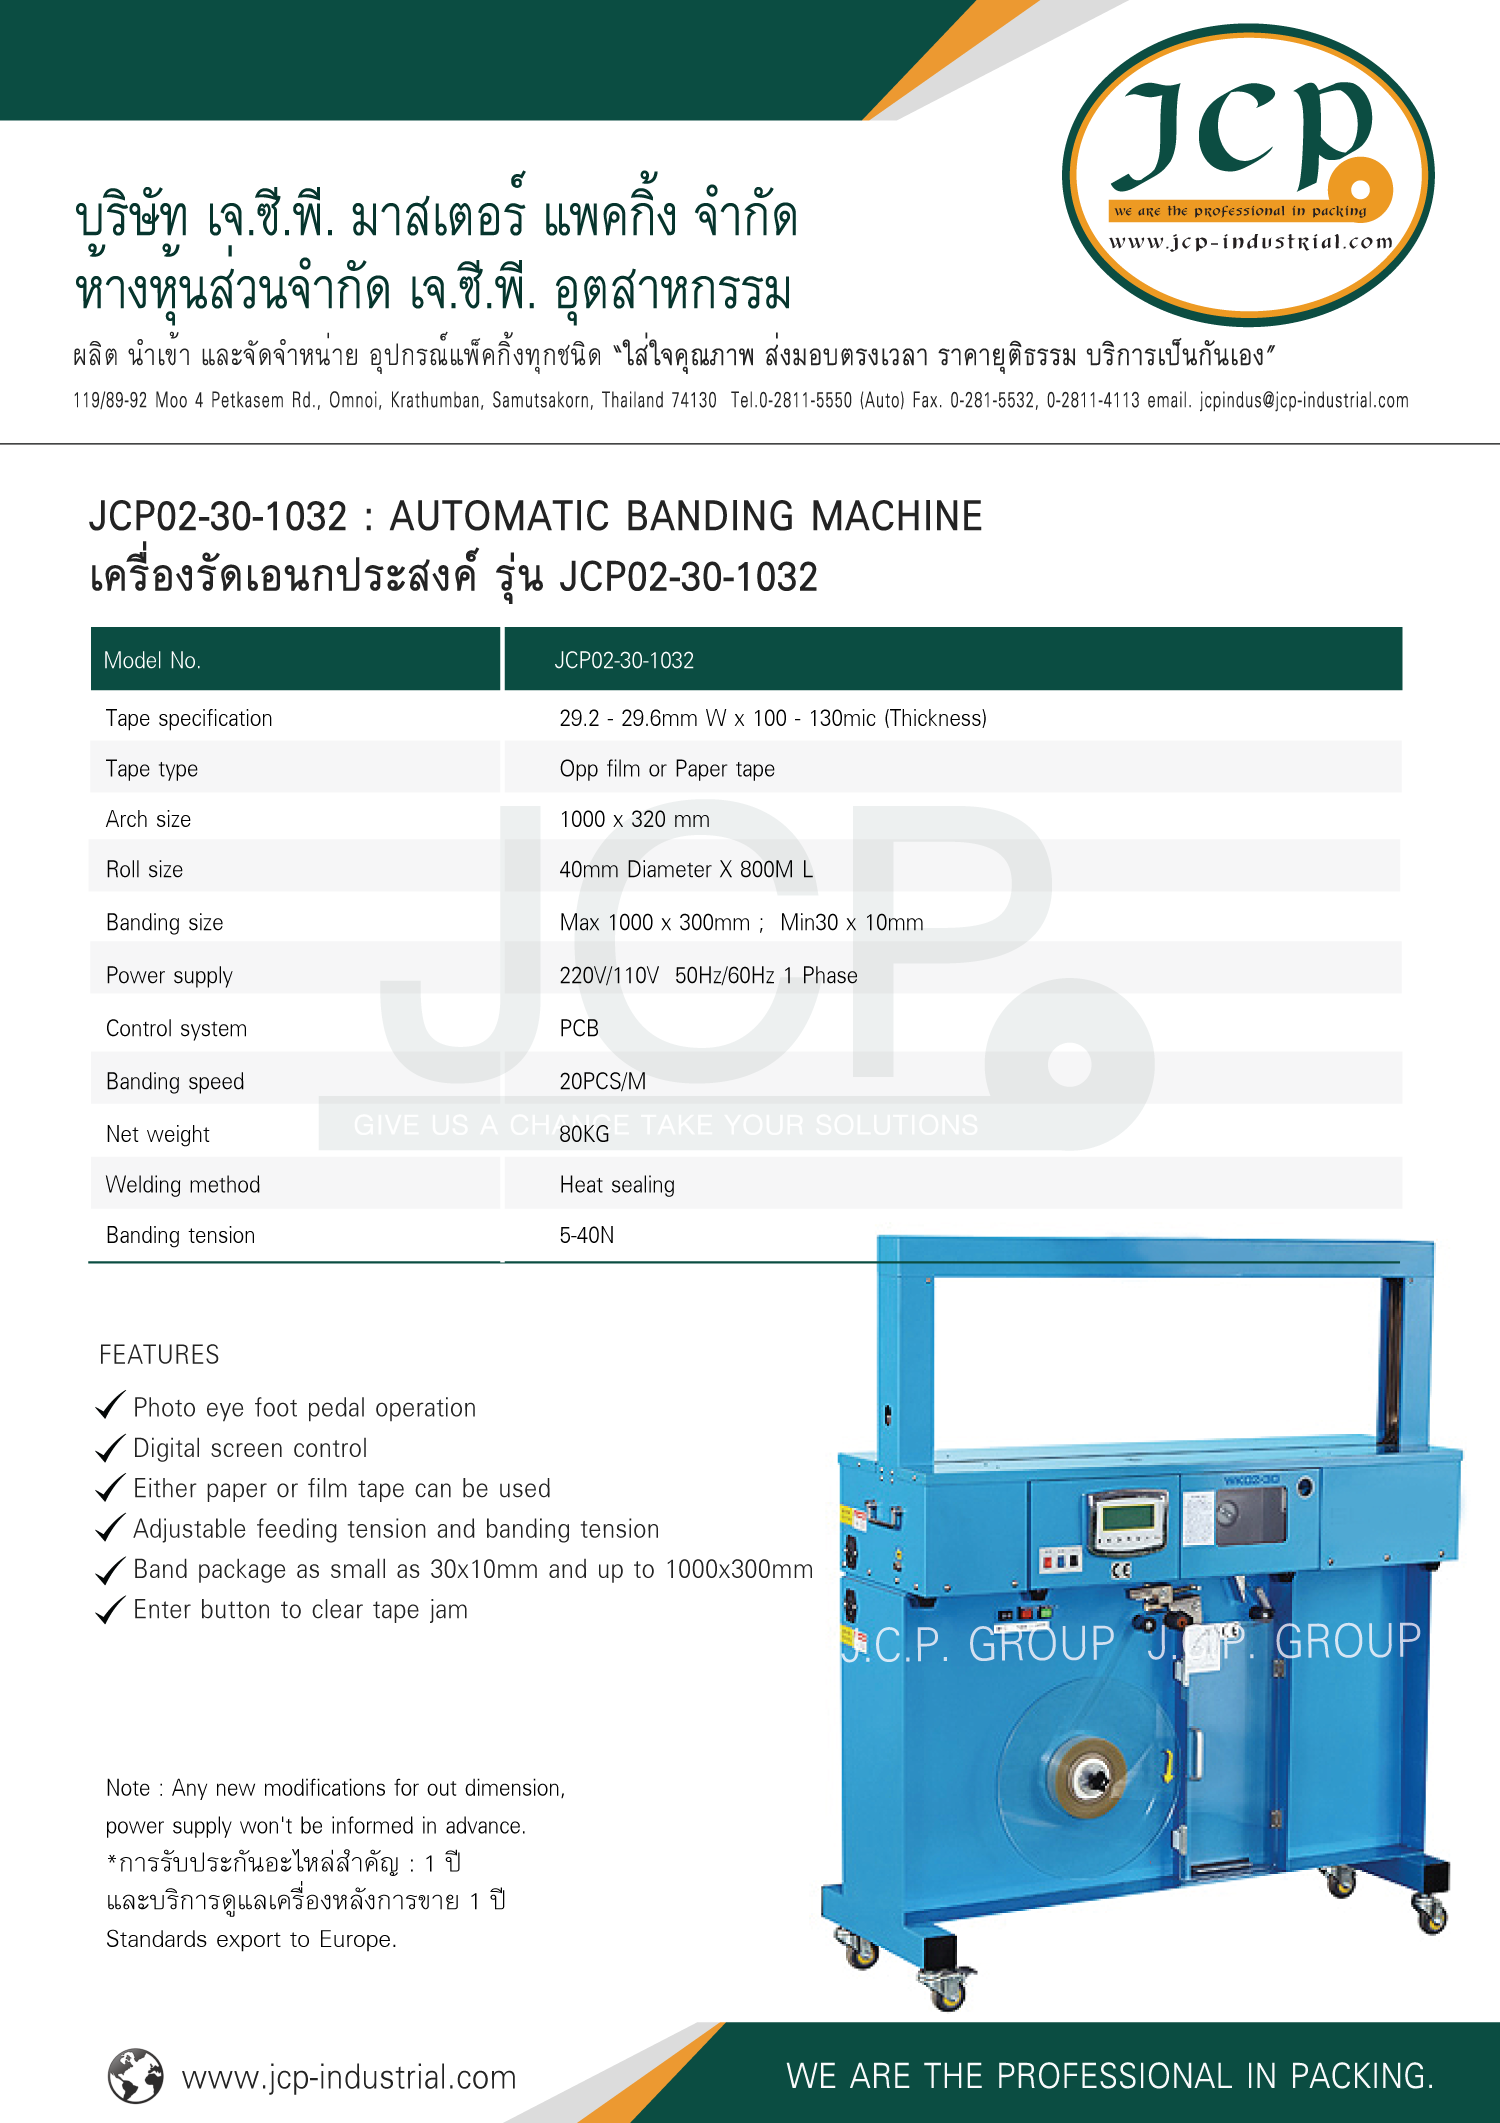 JCP
we are the professional in packing
www.jcp-industrial.com
บริษัท เจ.ซี.พี. มาสเตอร์ แพคกิ้ง จำกัด
ห้างหุ้นส่วนจำกัด เจ.ซี.พี. อุตสาหกรรม
ผลิต นำเข้า และจัดจำหน่าย อุปกรณ์แพ็คกิ้งทุกชนิด “ใส่ใจคุณภาพ ส่งมอบตรงเวลา ราคายุติธรรม บริการเป็นกันเอง”
119/89-92 Moo 4 Petkasem Rd., Omnoi, Krathumban, Samutsakorn, Thailand 74130 Tel.0-2811-5550 (Auto) Fax. 0-281-5532, 0-2811-4113 email. jcpindus@jcp-industrial.com
JCP02-30-1032 : AUTOMATIC BANDING MACHINE
เครื่องรัดเอนกประสงค์ รุ่น JCP02-30-1032
Model No. JCP02-30-1032
Tape specification 29.2 - 29.6mm W x 100 - 130mic (Thickness)
Tape type Opp film or Paper tape
Arch size 1000 x 320 mm
Roll size 40mm Diameter X 800M L
Banding size Max 1000 x 300mm ; Min30 x 10mm
Power supply 220V/110V 50Hz/60Hz 1 Phase
Control system PCB
Banding speed 20PCS/M
Net weight 80KG
Welding method Heat sealing
Banding tension 5-40N
JCP
GIVE US A CHANGE TAKE YOUR SOLUTIONS
FEATURES
Photo eye foot pedal operation
Digital screen control
Either paper or film tape can be used
Adjustable feeding tension and banding tension
Band package as small as 30x10mm and up to 1000x300mm
Enter button to clear tape jam
WK02-30
CE
J.C.P. GROUP J.C.P. GROUP
Note : Any new modifications for out dimension,
power supply won't be informed in advance.
*การรับประกันอะไหล่สำคัญ : 1 ปี
และบริการดูแลเครื่องหลังการขาย 1 ปี
Standards export to Europe.
www.jcp-industrial.com
WE ARE THE PROFESSIONAL IN PACKING.